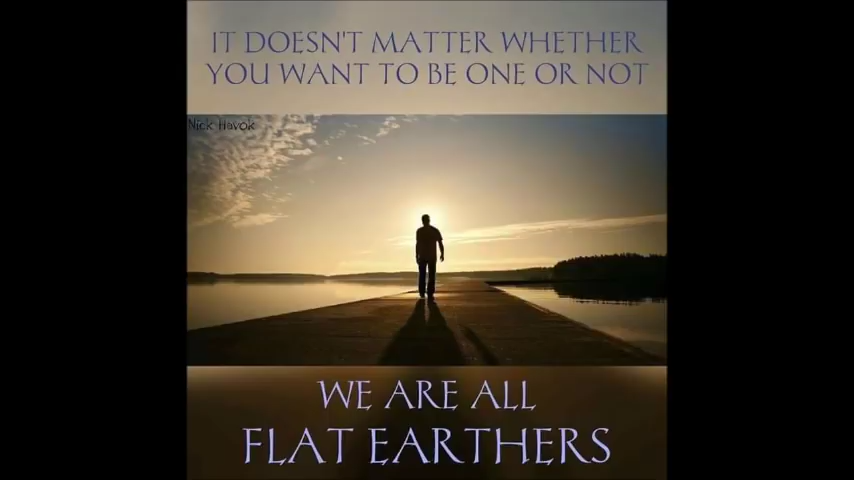 IT DOESN'T MATTER WHETHER
YOU WANT TO BE ONE OR NOT
Nick Havok
WE ARE ALL
FLAT EARTHERS